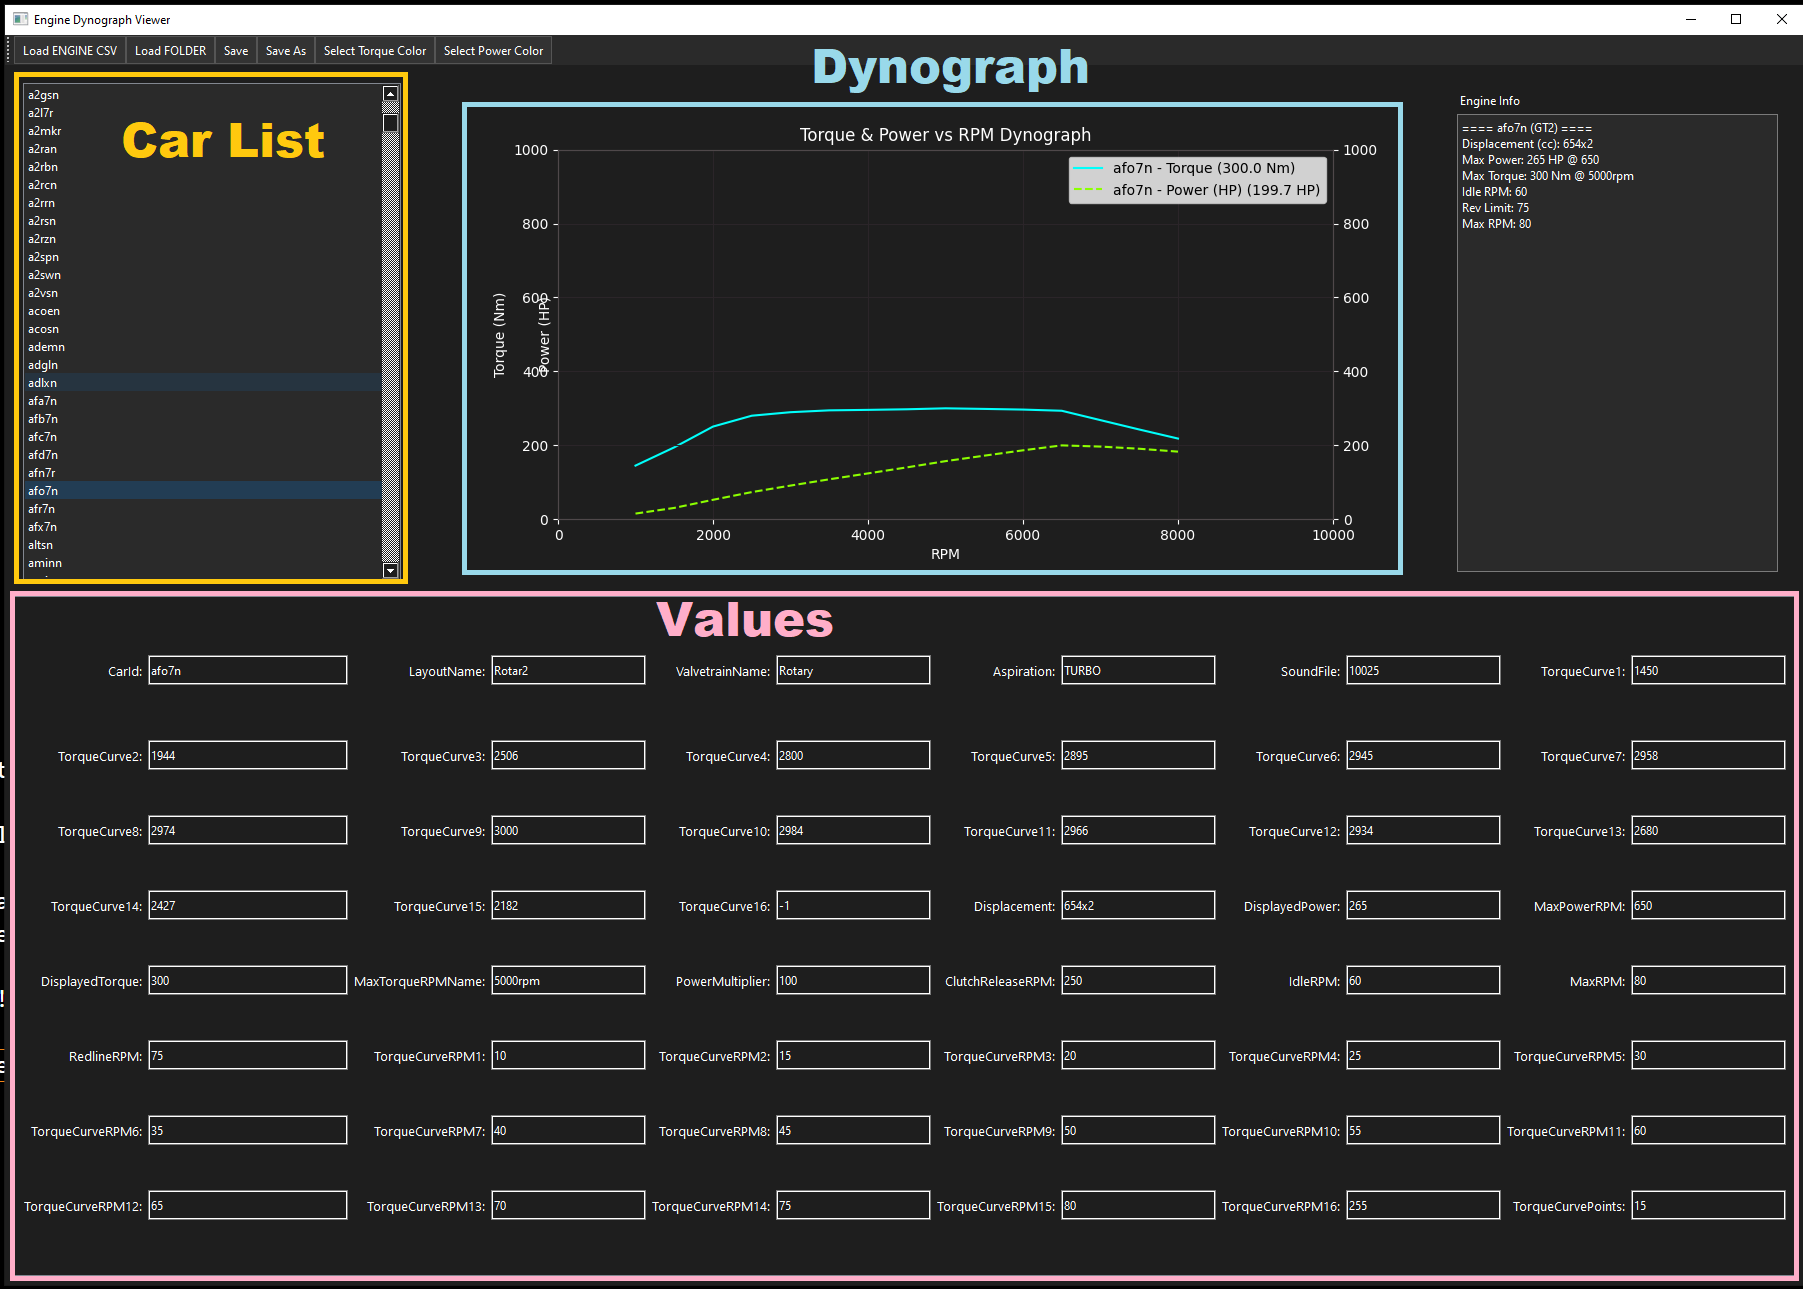 Engine Dynograph Viewer
Load ENGINE CSV Load FOLDER Save Save As Select Torque Color Select Power Color
Dynograph
Car List
a2gsn
a2l7r
a2mkr
a2ran
a2rbn
a2rcn
a2rrn
a2rsn
a2rzn
a2spn
a2swn
a2vsn
acoen
acosn
ademn
adgln
adlxn
afa7n
afb7n
afc7n
afd7n
afn7r
afo7n
afr7n
afx7n
altsn
aminn
Torque & Power vs RPM Dynograph
afo7n - Torque (300.0 Nm)
afo7n - Power (HP) (199.7 HP)
Torque (Nm)
Power (HP)
1000
800
600
400
200
0
1000
800
600
400
200
0
0 2000 4000 6000 8000 10000
RPM
Engine Info
==== afo7n (GT2) ====
Displacement (cc): 654x2
Max Power: 265 HP @ 650
Max Torque: 300 Nm @ 5000rpm
Idle RPM: 60
Rev Limit: 75
Max RPM: 80
Values
CarId: afo7n LayoutName: Rotar2 ValvetrainName: Rotary Aspiration: TURBO SoundFile: 10025 TorqueCurve1: 1450
TorqueCurve2: 1944 TorqueCurve3: 2506 TorqueCurve4: 2800 TorqueCurve5: 2895 TorqueCurve6: 2945 TorqueCurve7: 2958
TorqueCurve8: 2974 TorqueCurve9: 3000 TorqueCurve10: 2984 TorqueCurve11: 2966 TorqueCurve12: 2934 TorqueCurve13: 2680
TorqueCurve14: 2427 TorqueCurve15: 2182 TorqueCurve16: -1 Displacement: 654x2 DisplayedPower: 265 MaxPowerRPM: 650
DisplayedTorque: 300 MaxTorqueRPMName: 5000rpm PowerMultiplier: 100 ClutchReleaseRPM: 250 IdleRPM: 60 MaxRPM: 80
RedlineRPM: 75 TorqueCurveRPM1: 10 TorqueCurveRPM2: 15 TorqueCurveRPM3: 20 TorqueCurveRPM4: 25 TorqueCurveRPM5: 30
TorqueCurveRPM6: 35 TorqueCurveRPM7: 40 TorqueCurveRPM8: 45 TorqueCurveRPM9: 50 TorqueCurveRPM10: 55 TorqueCurveRPM11: 60
TorqueCurveRPM12: 65 TorqueCurveRPM13: 70 TorqueCurveRPM14: 75 TorqueCurveRPM15: 80 TorqueCurveRPM16: 255 TorqueCurvePoints: 15